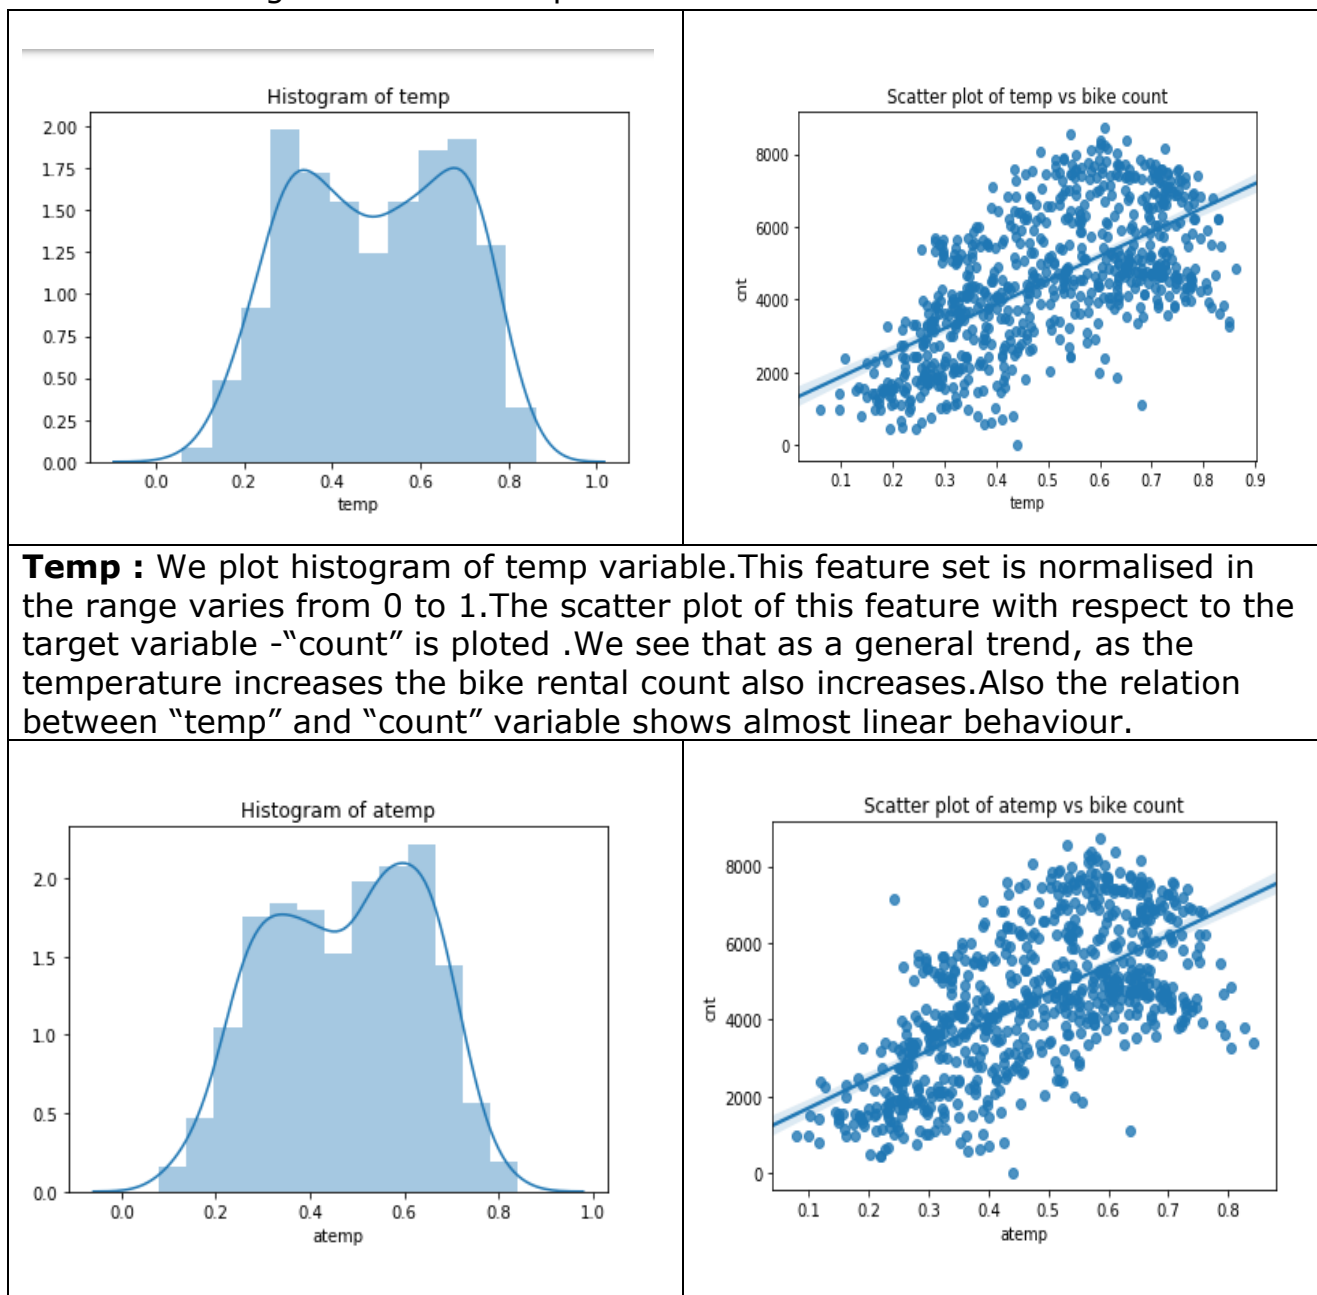 Histogram of temp
2.00
1.75
1.50
1.25
1.00
0.75
0.50
0.25
0.00
0.0 0.2 0.4 0.6 0.8 1.0
temp
Scatter plot of temp vs bike count
8000
6000
4000
2000
0
cnt
0.1 0.2 0.3 0.4 0.5 0.6 0.7 0.8 0.9
temp
Temp : We plot histogram of temp variable.This feature set is normalised in
the range varies from 0 to 1.The scatter plot of this feature with respect to the
target variable -“count” is ploted .We see that as a general trend, as the
temperature increases the bike rental count also increases.Also the relation
between “temp” and “count” variable shows almost linear behaviour.
Histogram of atemp
2.0
1.5
1.0
0.5
0.0
0.0 0.2 0.4 0.6 0.8 1.0
atemp
Scatter plot of atemp vs bike count
8000
6000
4000
2000
0
cnt
0.1 0.2 0.3 0.4 0.5 0.6 0.7 0.8
atemp